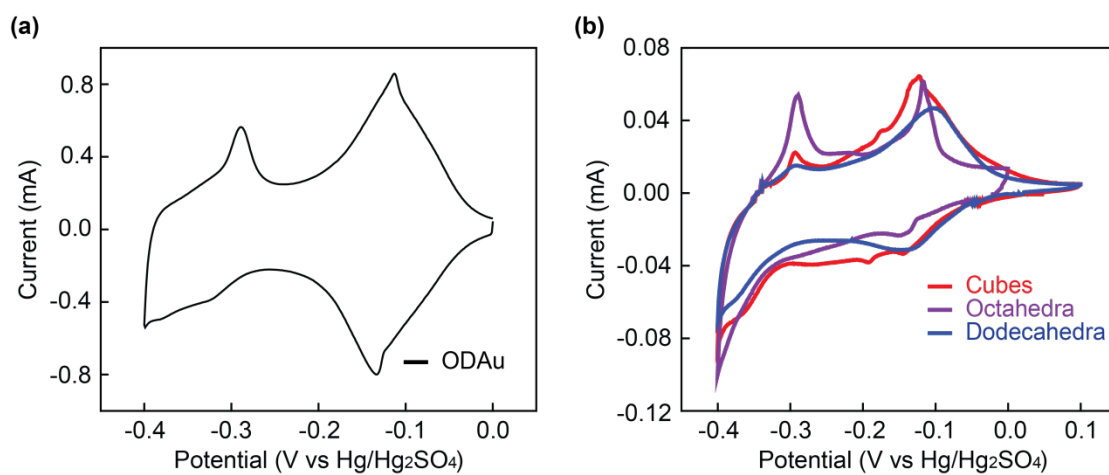 (a)
0.8
0.4
0.0
-0.4
-0.8
Current (mA)
ODAu
-0.4
-0.3
-0.2
-0.1
0.0
Potential (V vs Hg/Hg₂SO₄)
(b)
0.08
0.04
0.00
-0.04
-0.08
-0.12
Current (mA)
Cubes
Octahedra
Dodecahedra
-0.4
-0.3
-0.2
-0.1
0.0
0.1
Potential (V vs Hg/Hg₂SO₄)